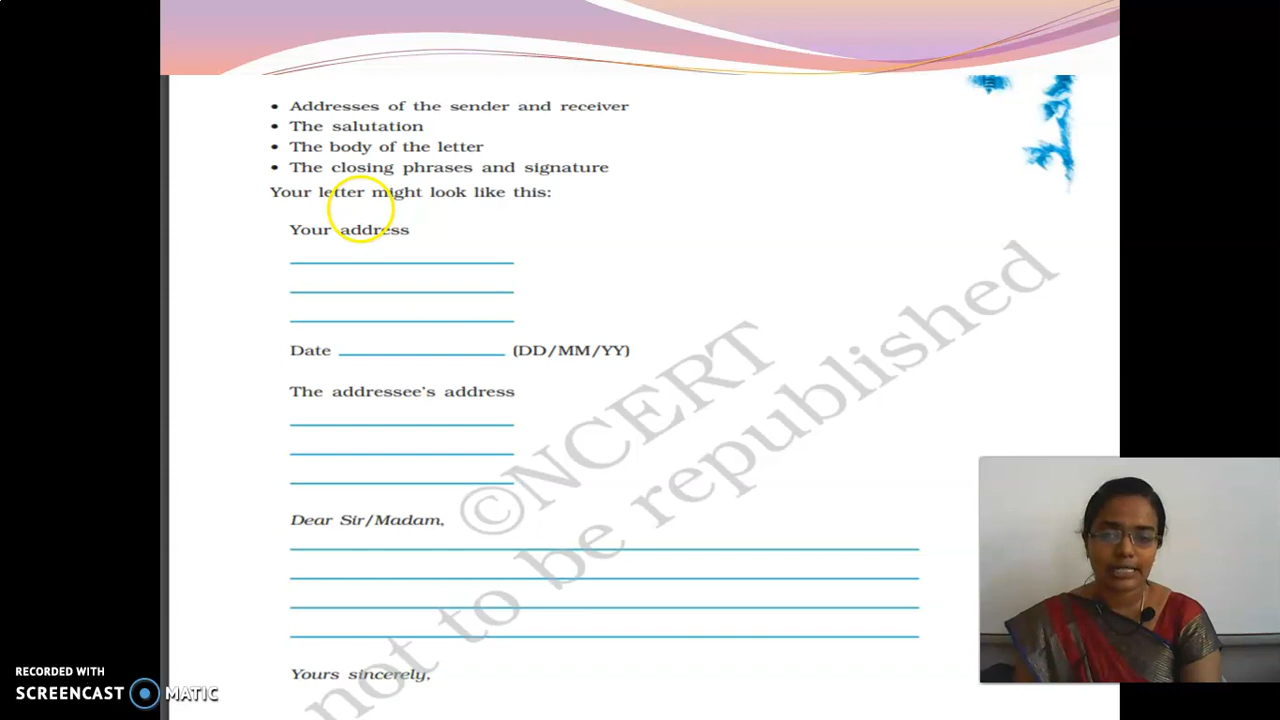 • Addresses of the sender and receiver
• The salutation
• The body of the letter
• The closing phrases and signature
Your letter might look like this:
Your address
Date (DD/MM/YY)
The addressee's address
Dear Sir/Madam,
Yours sincerely,
©NCERT
not to be republished
RECORDED WITH
SCREENCAST MATIC